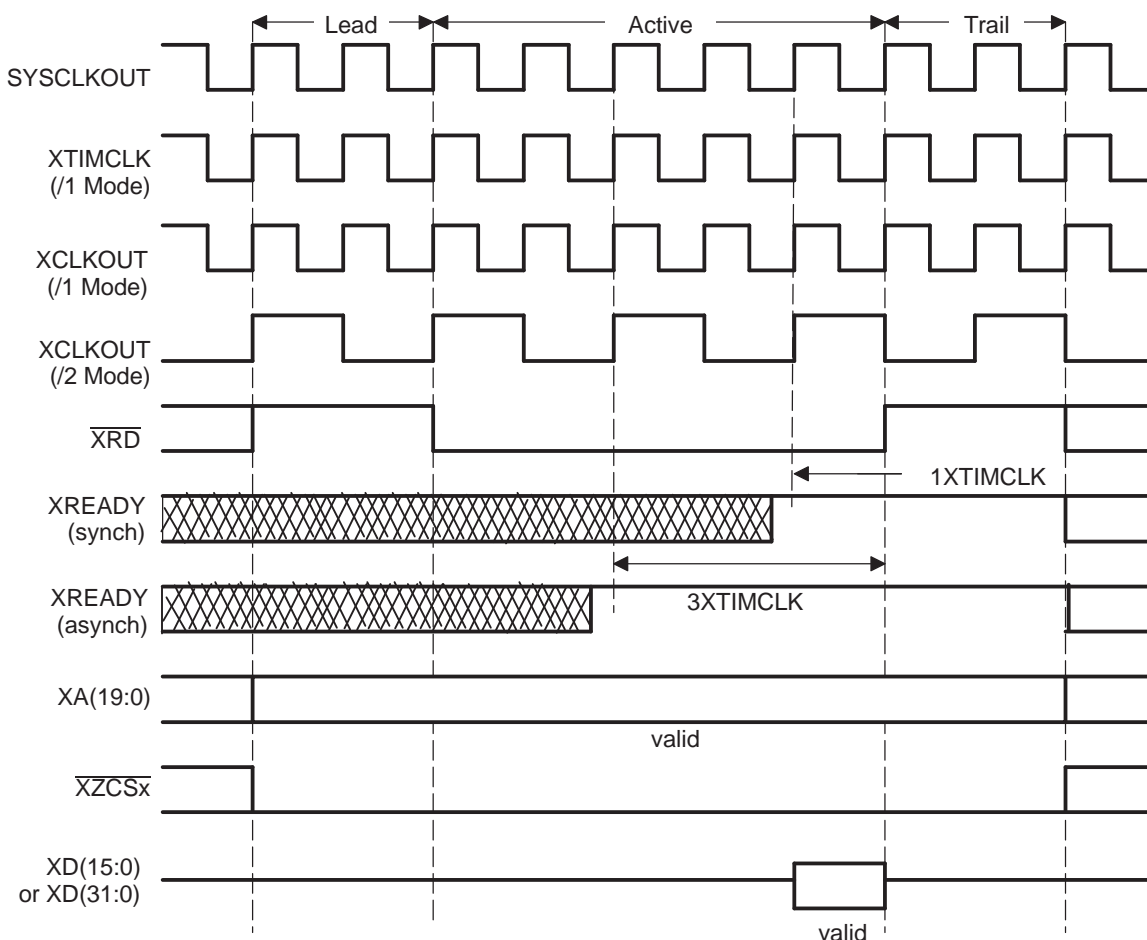 Lead
Active
Trail
SYSCLKOUT
XTIMCLK
(/1 Mode)
XCLKOUT
(/1 Mode)
XCLKOUT
(/2 Mode)
XRD
1XTIMCLK
XREADY
(synch)
XREADY
(asynch)
3XTIMCLK
XA(19:0)
valid
XZCSx
XD(15:0)
or XD(31:0)
valid